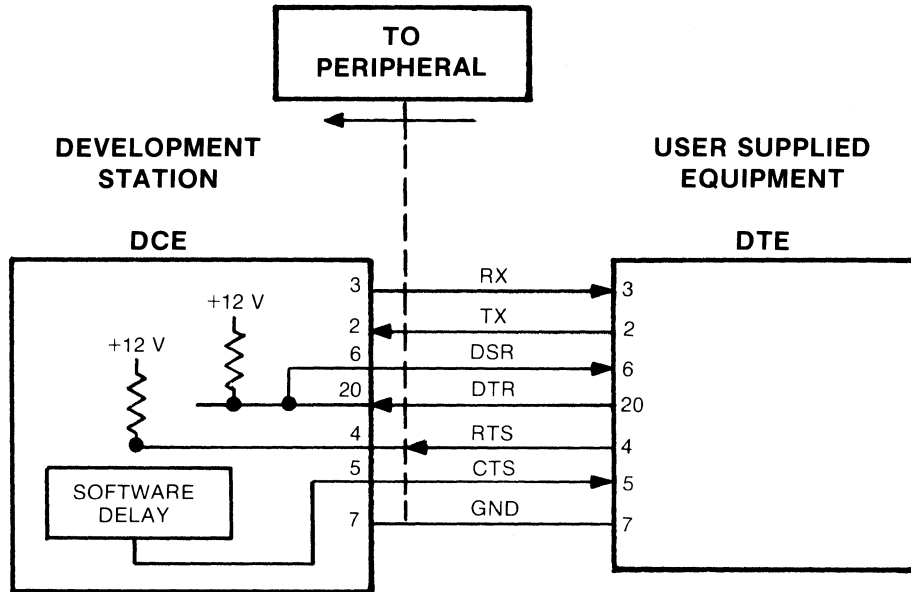 TO
PERIPHERAL
DEVELOPMENT
STATION
USER SUPPLIED
EQUIPMENT
DCE
DTE
3 RX 3
+12 V
2 TX 2
+12 V
6 DSR 6
20 DTR 20
4 RTS 4
5 CTS 5
SOFTWARE
DELAY
7 GND 7